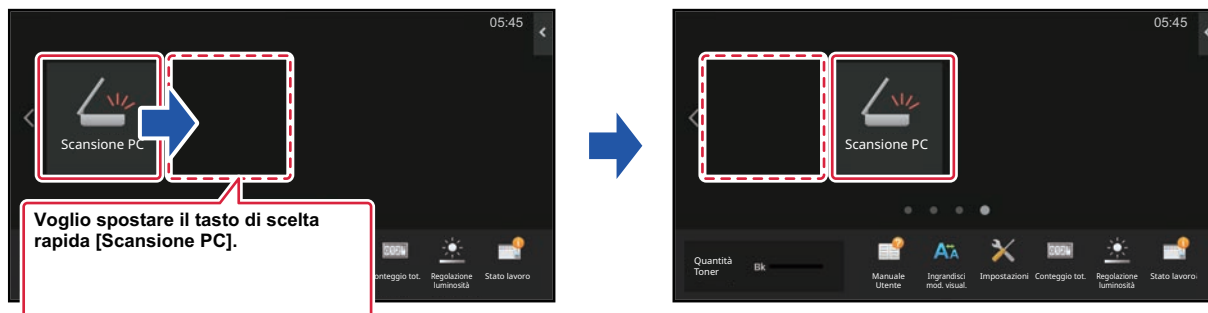 05:45
Scansione PC
Voglio spostare il tasto di scelta
rapida [Scansione PC].
onteggio tot.
Regolazione
luminosità
Stato lavoro
05:45
Scansione PC
Quantità
Toner
Bk
Manuale
Utente
Ingrandisci
mod. visual.
Impostazioni
Conteggio tot.
Regolazione
luminosità
Stato lavoro